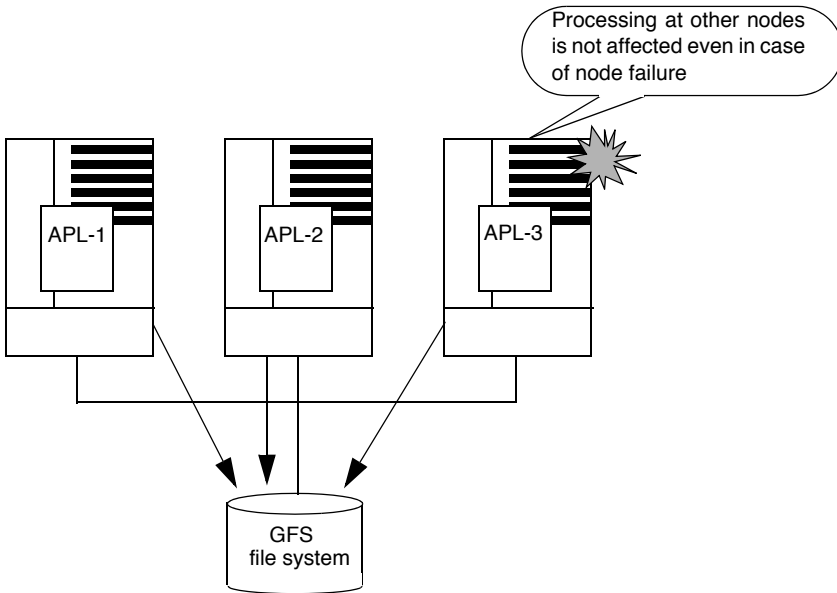 Processing at other nodes
is not affected even in case
of node failure
APL-1
APL-2
APL-3
GFS
file system